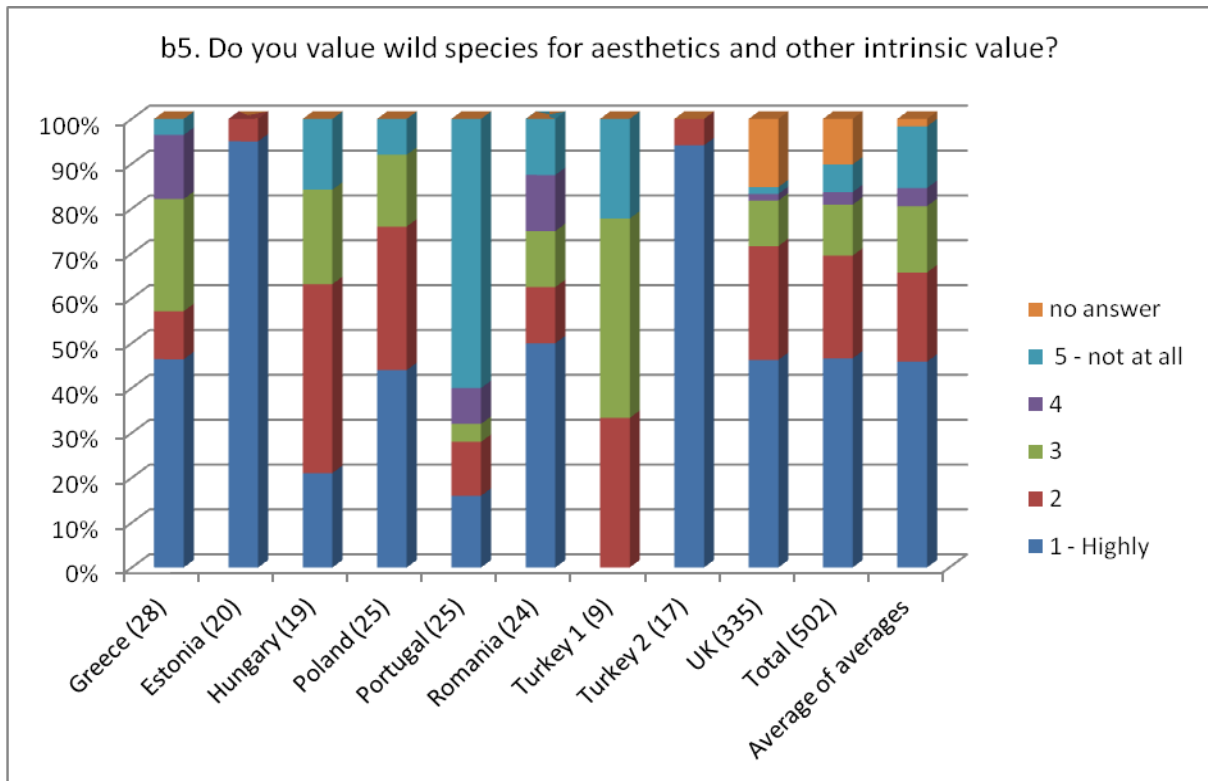 b5. Do you value wild species for aesthetics and other intrinsic value?
100%
90%
80%
70%
60%
50%
40%
30%
20%
10%
0%
Greece (28)
Estonia (20)
Hungary (19)
Poland (25)
Portugal (25)
Romania (24)
Turkey 1 (9)
Turkey 2 (17)
UK (335)
Total (502)
Average of averages
no answer
5 - not at all
4
3
2
1 - Highly